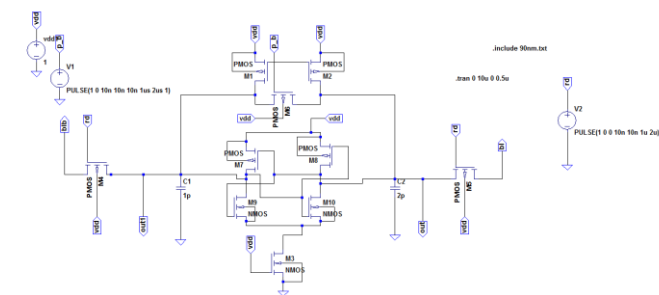 vdd
vdd
p_b
vdd
vdd
.include 90nm.txt
vdd
1
p_b
V1
PULSE(1 0 10n 10n 10n 1us 2us 1)
PMOS
M1
PMOS
M2
PMOS
M6
vdd
.tran 0 10u 0 0.5u
rd
V2
PULSE(1 0 0 10n 10n 1u 2u)
blb
rd
PMOS
M4
vdd
out1
C1
1p
vdd
PMOS
M7
PMOS
M8
M9
NMOS
M10
NMOS
C2
2p
out
rd
PMOS
M5
vdd
bl
vdd
M3
NMOS